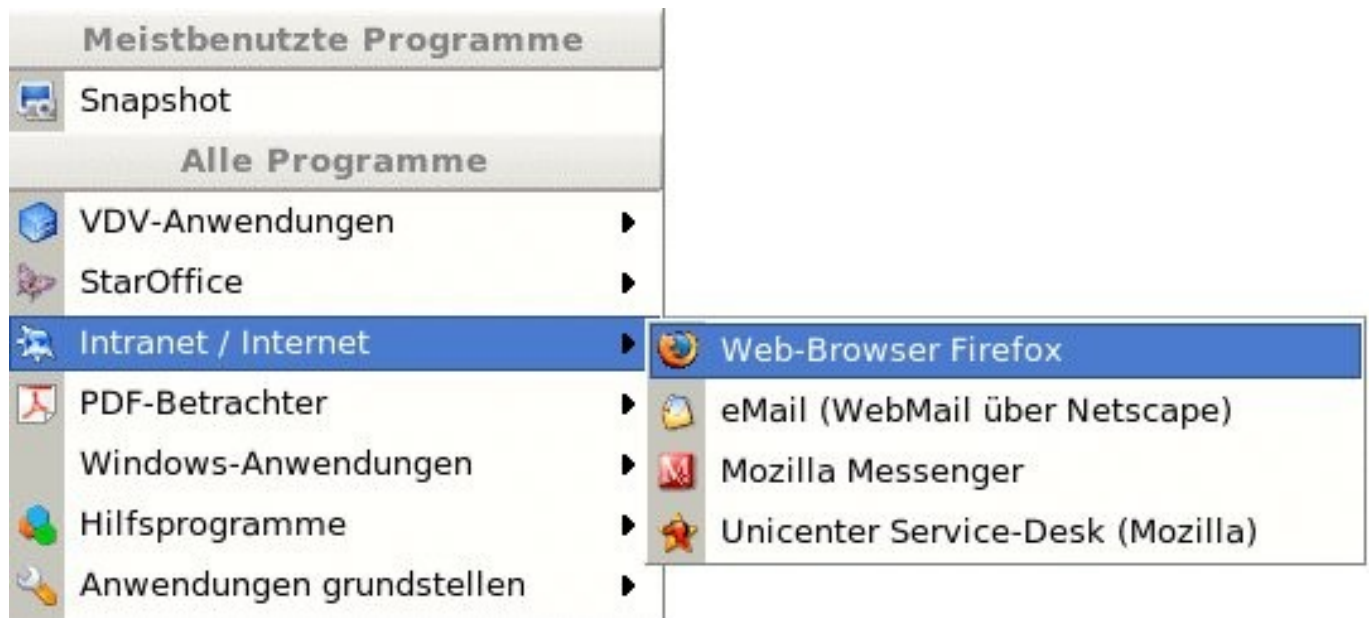 Meistbenutzte Programme
Snapshot
Alle Programme
VDV-Anwendungen
StarOffice
Intranet / Internet
PDF-Betrachter
Windows-Anwendungen
Hilfsprogramme
Anwendungen grundstellen
Web-Browser Firefox
eMail (WebMail über Netscape)
Mozilla Messenger
Unicenter Service-Desk (Mozilla)